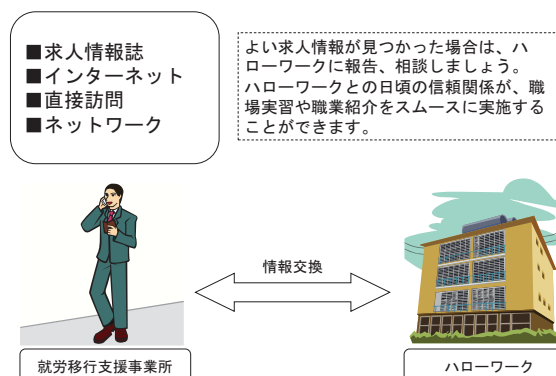 ■求人情報誌
■インターネット
■直接訪問
■ネットワーク
よい求人情報が見つかった場合は、ハ
ローワークに報告、相談しましょう。
ハローワークとの日頃の信頼関係が、職
場実習や職業紹介をスムースに実施する
ことができます。
情報交換
就労移行支援事業所
ハローワーク